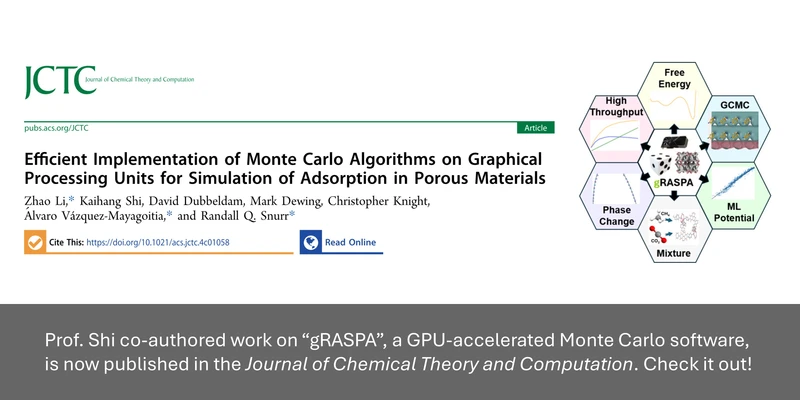 JCTC Journal of Chemical Theory and Computation
pubs.acs.org/JCTC
Article
Efficient Implementation of Monte Carlo Algorithms on Graphical
Processing Units for Simulation of Adsorption in Porous Materials
Zhao Li,* Kaihang Shi, David Dubbeldam, Mark Dewing, Christopher Knight,
Álvaro Vázquez-Mayagoitia,* and Randall Q. Snurr*
Cite This: https://doi.org/10.1021/acs.jctc.4c01058
Read Online
Free
Energy
High
Throughput
GCMC
gRASPA
Phase
Change
ML
Potential
CH₄
CO₂
Mixture
Prof. Shi co-authored work on “gRASPA”, a GPU-accelerated Monte Carlo software,
is now published in the Journal of Chemical Theory and Computation. Check it out!